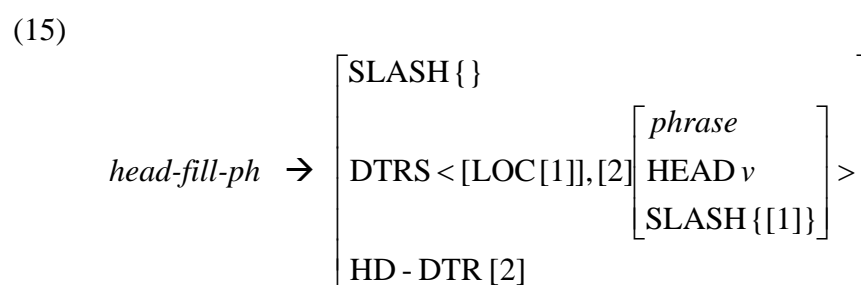 (15)
SLASH { }
phrase
head-fill-ph → DTRS < [LOC [1]], [2] HEAD v >
SLASH {[1]}
HD - DTR [2]